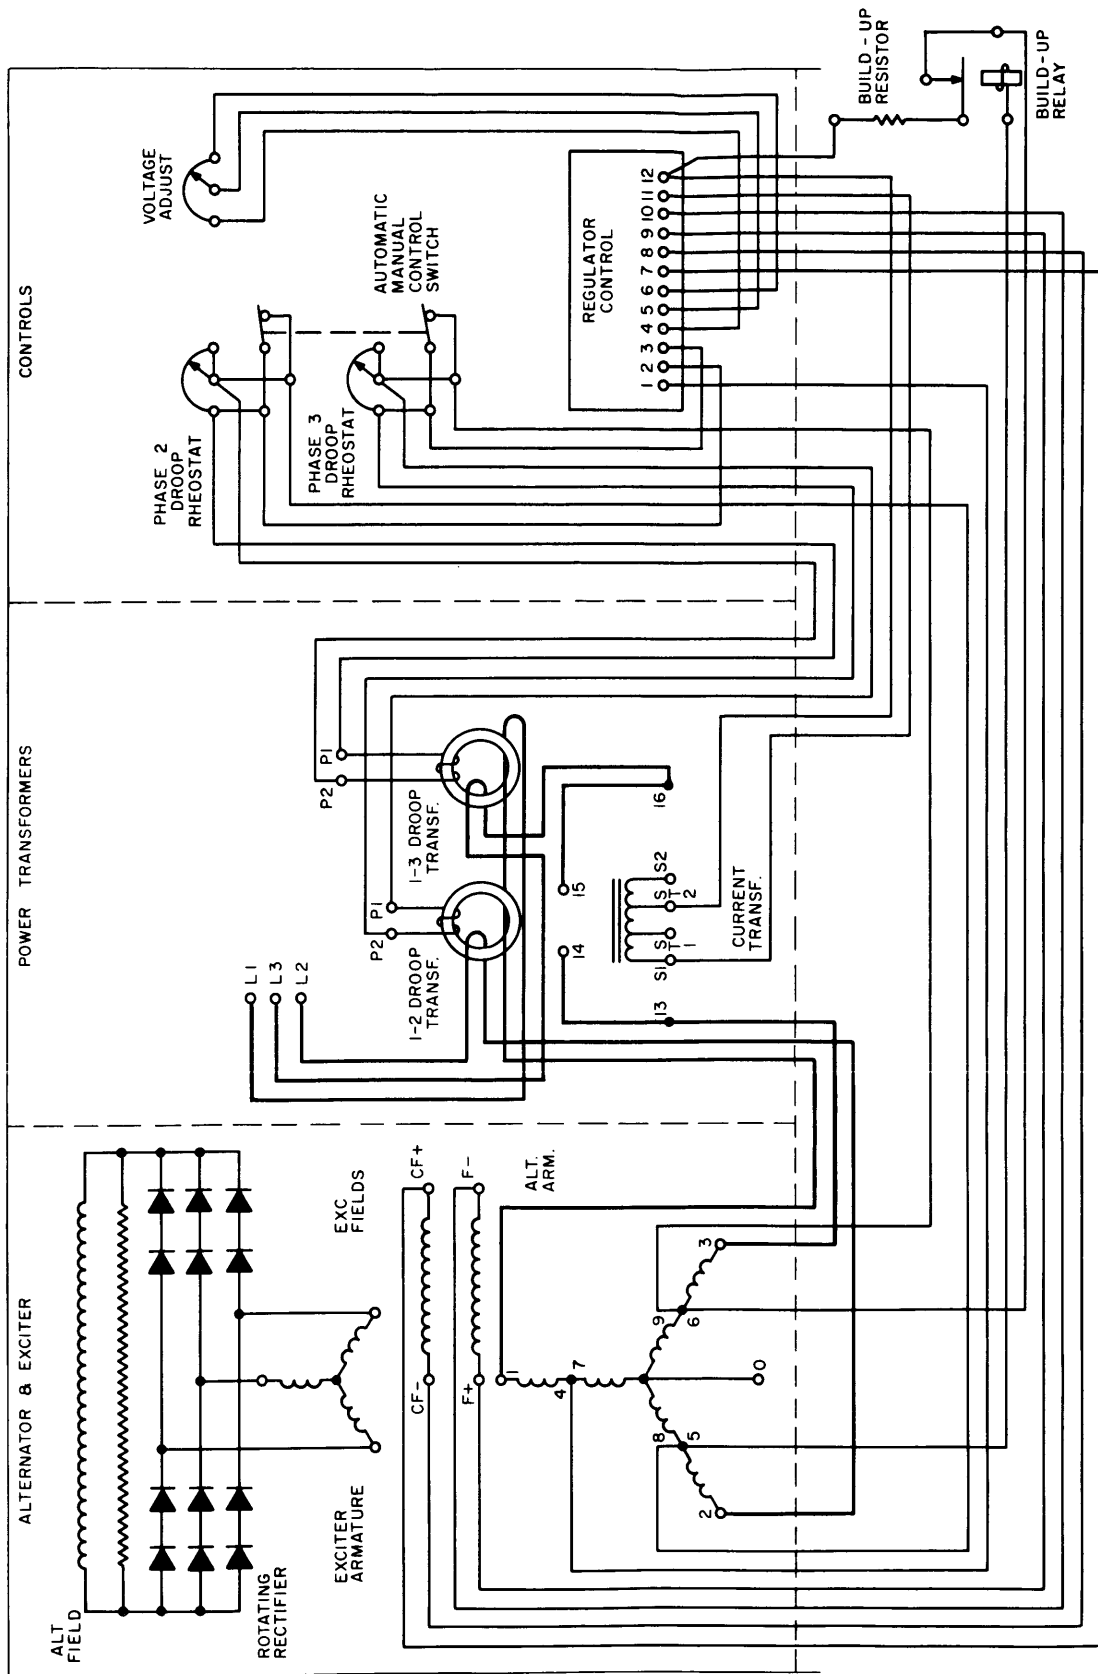 ALTERNATOR & EXCITER
POWER TRANSFORMERS
CONTROLS
ALT
FIELD
ROTATING
RECTIFIER
EXCITER
ARMATURE
EXC
FIELDS
CF-
CF+
F+
F-
ALT.
ARM.
1
4
7
9
6
3
8
5
2
0
L1
L3
L2
P2
P1
1-2 DROOP
TRANSF.
P2
P1
1-3 DROOP
TRANSF.
13
14
15
16
S1
S
T
1
S
T
2
S2
CURRENT
TRANSF.
PHASE 2
DROOP
RHEOSTAT
PHASE 3
DROOP
RHEOSTAT
VOLTAGE
ADJUST
AUTOMATIC
MANUAL
CONTROL
SWITCH
REGULATOR
CONTROL
1 2 3 4 5 6 7 8 9 10 11 12
BUILD-UP
RESISTOR
BUILD-UP
RELAY